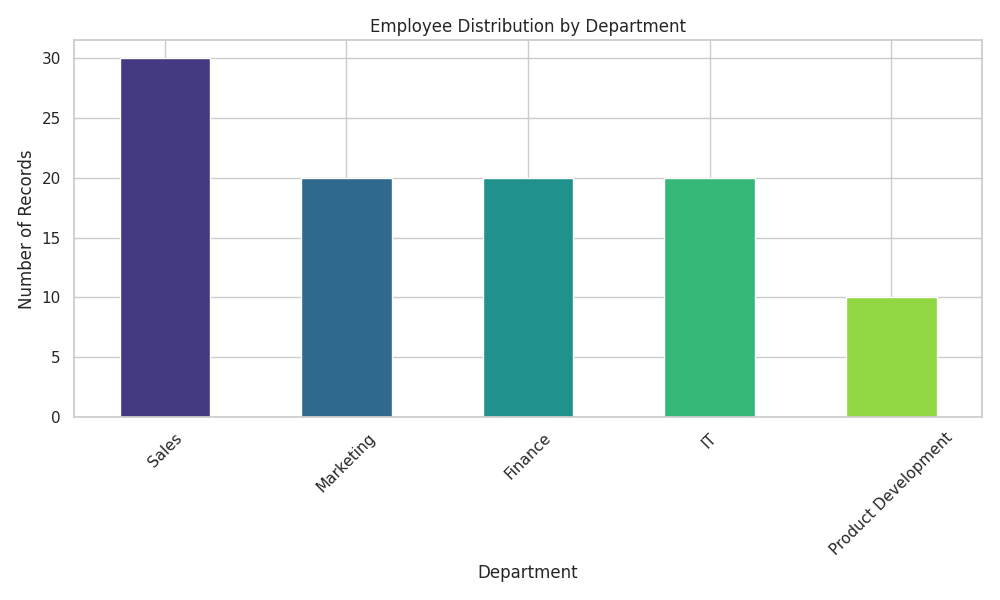 Employee Distribution by Department
Number of Records
30
25
20
15
10
5
0
Sales
Marketing
Finance
IT
Product Development
Department